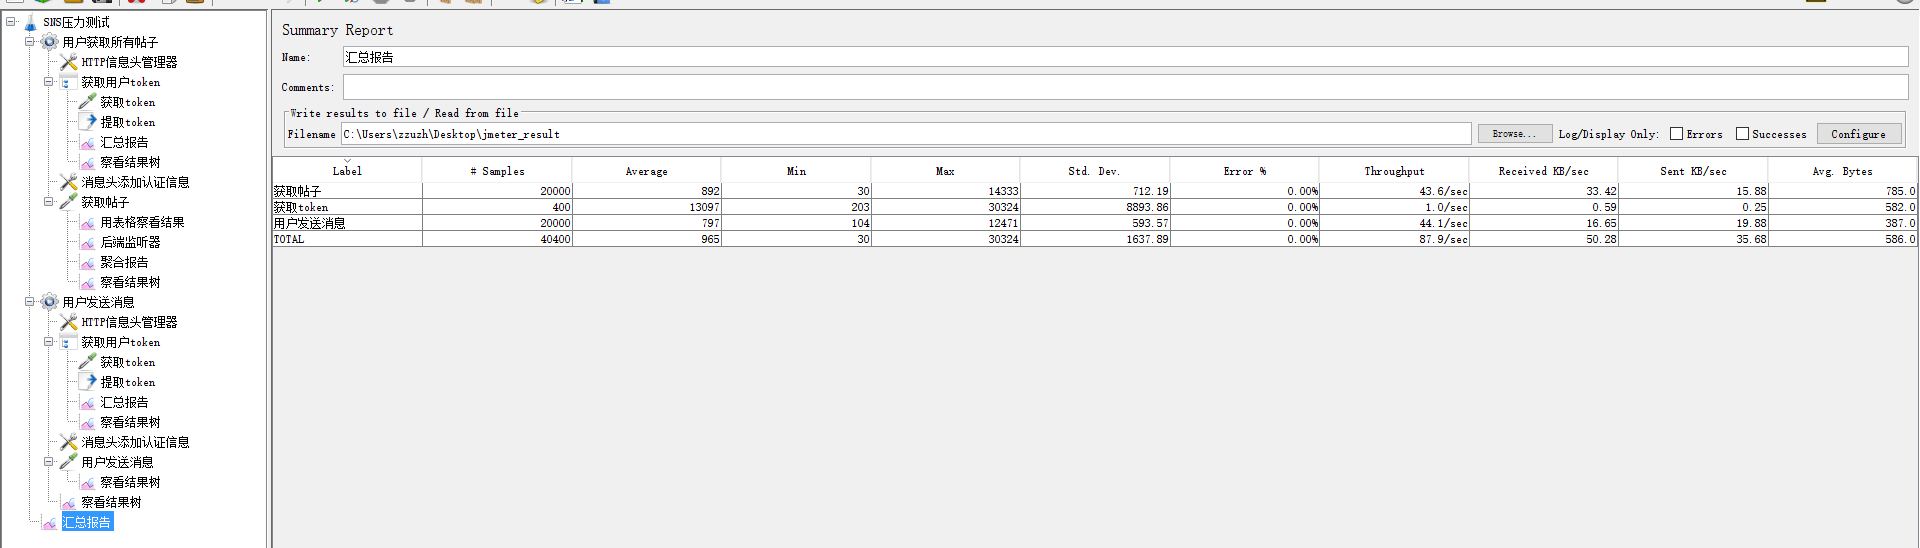 SNS压力测试
用户获取所有帖子
HTTP信息头管理器
获取用户token
获取token
提取token
汇总报告
察看结果树
消息头添加认证信息
获取帖子
用表格察看结果
后端监听器
聚合报告
察看结果树
用户发送消息
HTTP信息头管理器
获取用户token
获取token
提取token
汇总报告
察看结果树
消息头添加认证信息
用户发送消息
察看结果树
察看结果树
汇总报告
Summary Report
Name: 汇总报告
Comments:
Write results to file / Read from file
Filename C:\Users\zzuzh\Desktop\jmeter_result Browse... Log/Display Only: Errors Successes Configure
Label # Samples Average Min Max Std. Dev. Error % Throughput Received KB/sec Sent KB/sec Avg. Bytes
获取帖子 20000 892 30 14333 712.19 0.00% 43.6/sec 33.42 15.88 785.0
获取token 400 13097 203 30324 8893.86 0.00% 1.0/sec 0.59 0.25 582.0
用户发送消息 20000 797 104 12471 593.57 0.00% 44.1/sec 16.65 19.88 387.0
TOTAL 40400 965 30 30324 1637.89 0.00% 87.9/sec 50.28 35.68 586.0